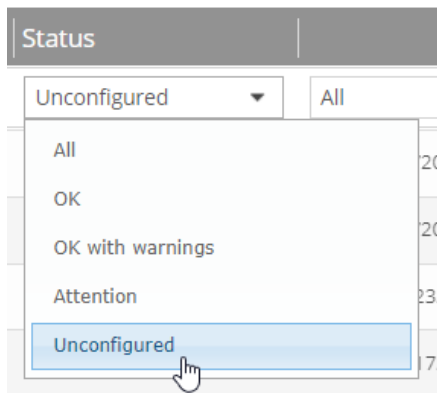 Status
Unconfigured
All
All
OK
OK with warnings
Attention
Unconfigured